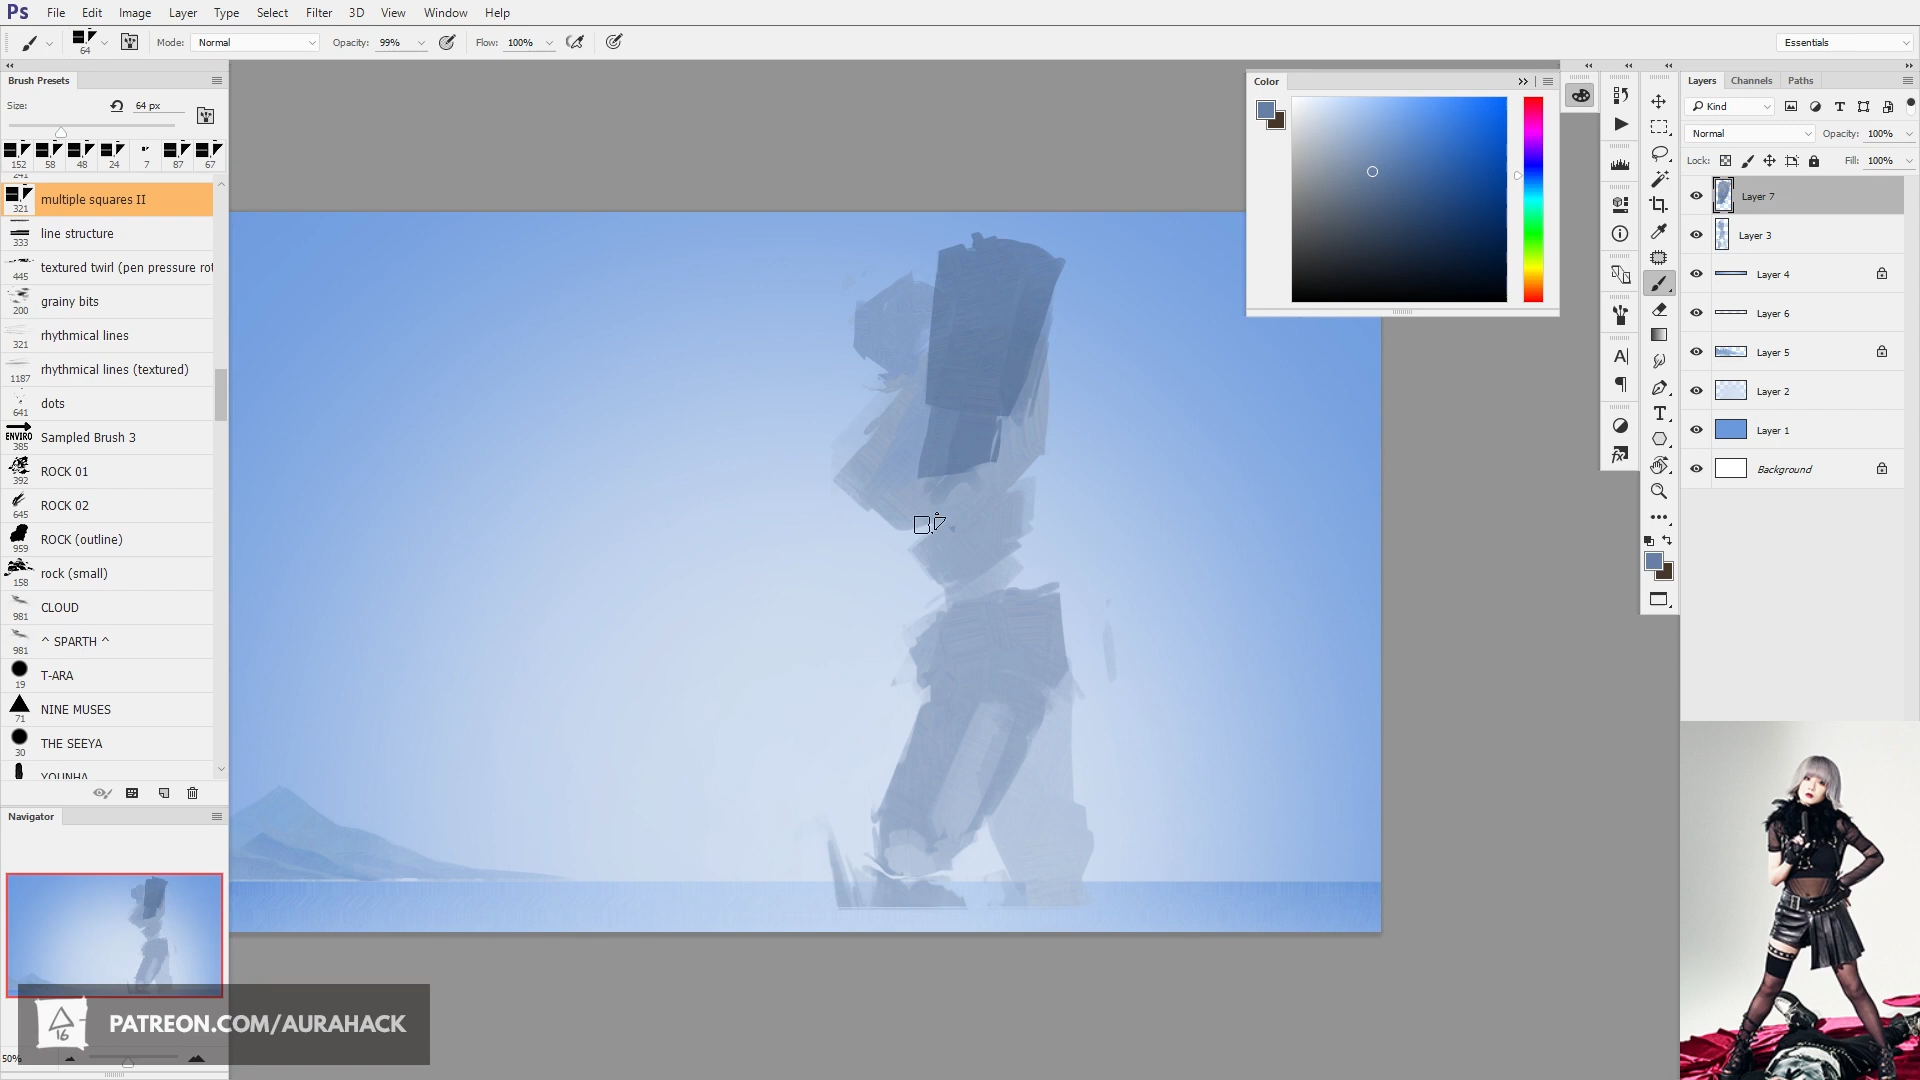 Ps File Edit Image Layer Type Select Filter 3D View Window Help
64 Mode: Normal Opacity: 99% Flow: 100% Essentials
Brush Presets
Size: 64 px
152 58 48 24 7 87 67
241
multiple squares II
321
line structure
333
textured twirl (pen pressure rot
445
grainy bits
200
rhythmical lines
321
rhythmical lines (textured)
1187
dots
641
ENVIRO
Sampled Brush 3
385
ROCK 01
392
ROCK 02
645
ROCK (outline)
959
rock (small)
158
CLOUD
981
^ SPARTH ^
981
T-ARA
19
NINE MUSES
71
THE SEEYA
30
YOUNHA
Navigator
16
PATREON.COM/AURAHACK
50%
Color
Layers Channels Paths
Kind
Normal Opacity: 100%
Lock: Fill: 100%
Layer 7
Layer 3
Layer 4
Layer 6
Layer 5
Layer 2
Layer 1
Background